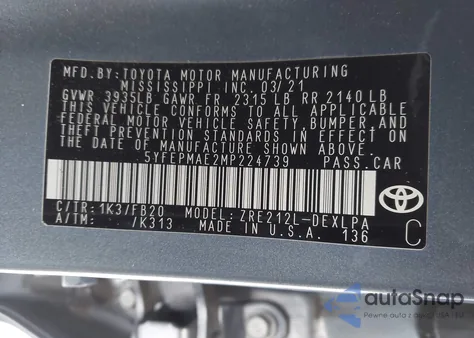 MFD.BY: TOYOTA MOTOR MANUFACTURING
MISSISSIPPI INC. 03/21
GVWR 3935LB GAWR FR 2315 LB RR 2140 LB
THIS VEHICLE CONFORMS TO ALL APPLICABLE
FEDERAL MOTOR VEHICLE SAFETY, BUMPER, AND
THEFT PREVENTION STANDARDS IN EFFECT ON
THE DATE OF MANUFACTURE SHOWN ABOVE.
5YFEPMAE2MP224739 PASS.CAR
C/TR:1K3/FB20 MODEL: ZRE212L-DEXLPA
A/TM: /K313 MADE IN U.S.A.
136
TOYOTA
C
autoSnap